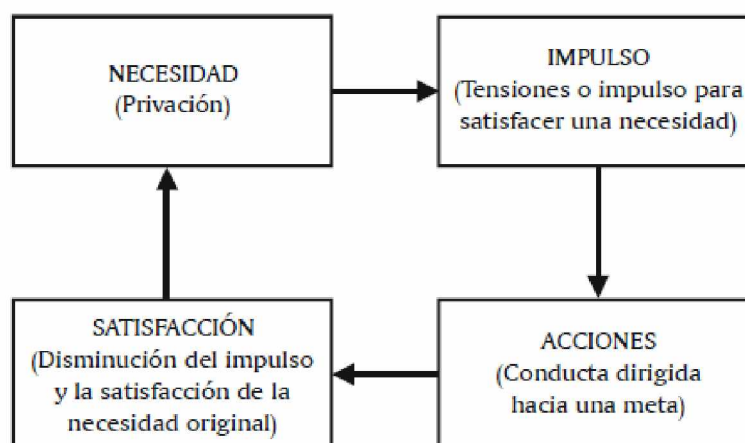 NECESIDAD
(Privación)
IMPULSO
(Tensiones o impulso para
satisfacer una necesidad)
SATISFACCIÓN
(Disminución del impulso
y la satisfacción de la
necesidad original)
ACCIONES
(Conducta dirigida
hacia una meta)